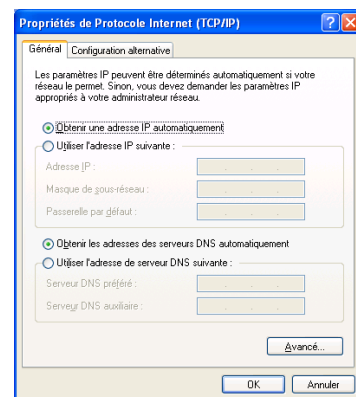 Propriétés de Protocole Internet (TCP/IP)
Général
Configuration alternative
Les paramètres IP peuvent être déterminés automatiquement si votre
réseau le permet. Sinon, vous devez demander les paramètres IP
appropriés à votre administrateur réseau.
Obtenir une adresse IP automatiquement
Utiliser l'adresse IP suivante :
Adresse IP :
Masque de sous-réseau :
Passerelle par défaut :
Obtenir les adresses des serveurs DNS automatiquement
Utiliser l'adresse de serveur DNS suivante :
Serveur DNS préféré :
Serveur DNS auxiliaire :
Avancé...
OK
Annuler